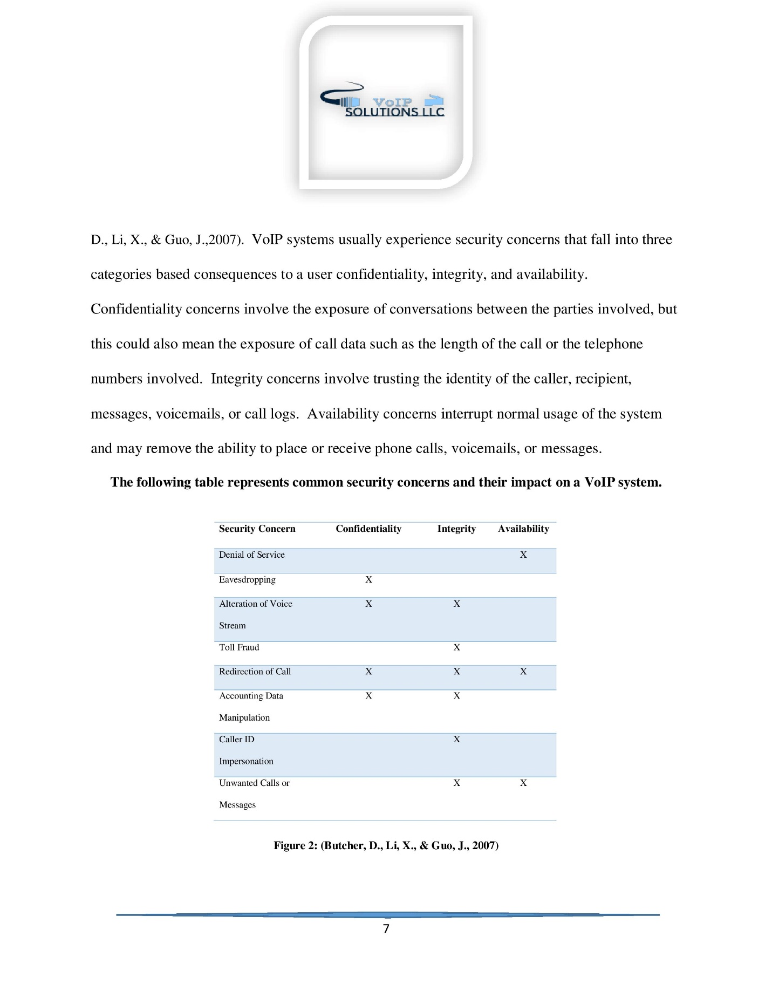 VoIP
SOLUTIONS LLC
D., Li, X., & Guo, J.,2007).  VoIP systems usually experience security concerns that fall into three
categories based consequences to a user confidentiality, integrity, and availability.
Confidentiality concerns involve the exposure of conversations between the parties involved, but
this could also mean the exposure of call data such as the length of the call or the telephone
numbers involved.  Integrity concerns involve trusting the identity of the caller, recipient,
messages, voicemails, or call logs.  Availability concerns interrupt normal usage of the system
and may remove the ability to place or receive phone calls, voicemails, or messages.
The following table represents common security concerns and their impact on a VoIP system.
Security Concern Confidentiality Integrity Availability
Denial of Service X
Eavesdropping X
Alteration of Voice X X
Stream
Toll Fraud X
Redirection of Call X X X
Accounting Data X X
Manipulation
Caller ID X
Impersonation
Unwanted Calls or X X
Messages
Figure 2: (Butcher, D., Li, X., & Guo, J., 2007)
7